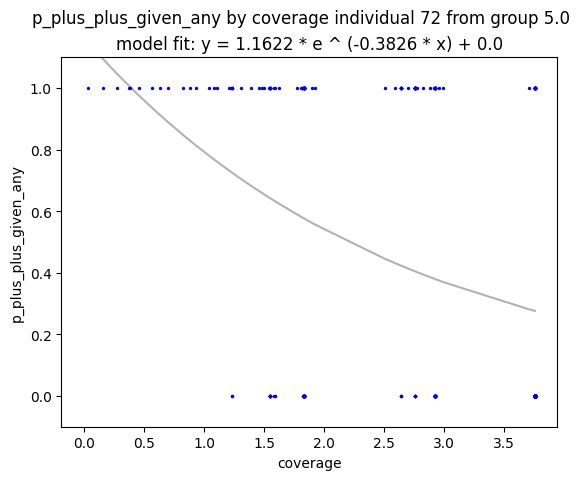 p_plus_plus_given_any by coverage individual 72 from group 5.0
model fit: y = 1.1622 * e ^ (-0.3826 * x) + 0.0
1.0
0.8
0.6
0.4
0.2
0.0
p_plus_plus_given_any
0.0 0.5 1.0 1.5 2.0 2.5 3.0 3.5
coverage